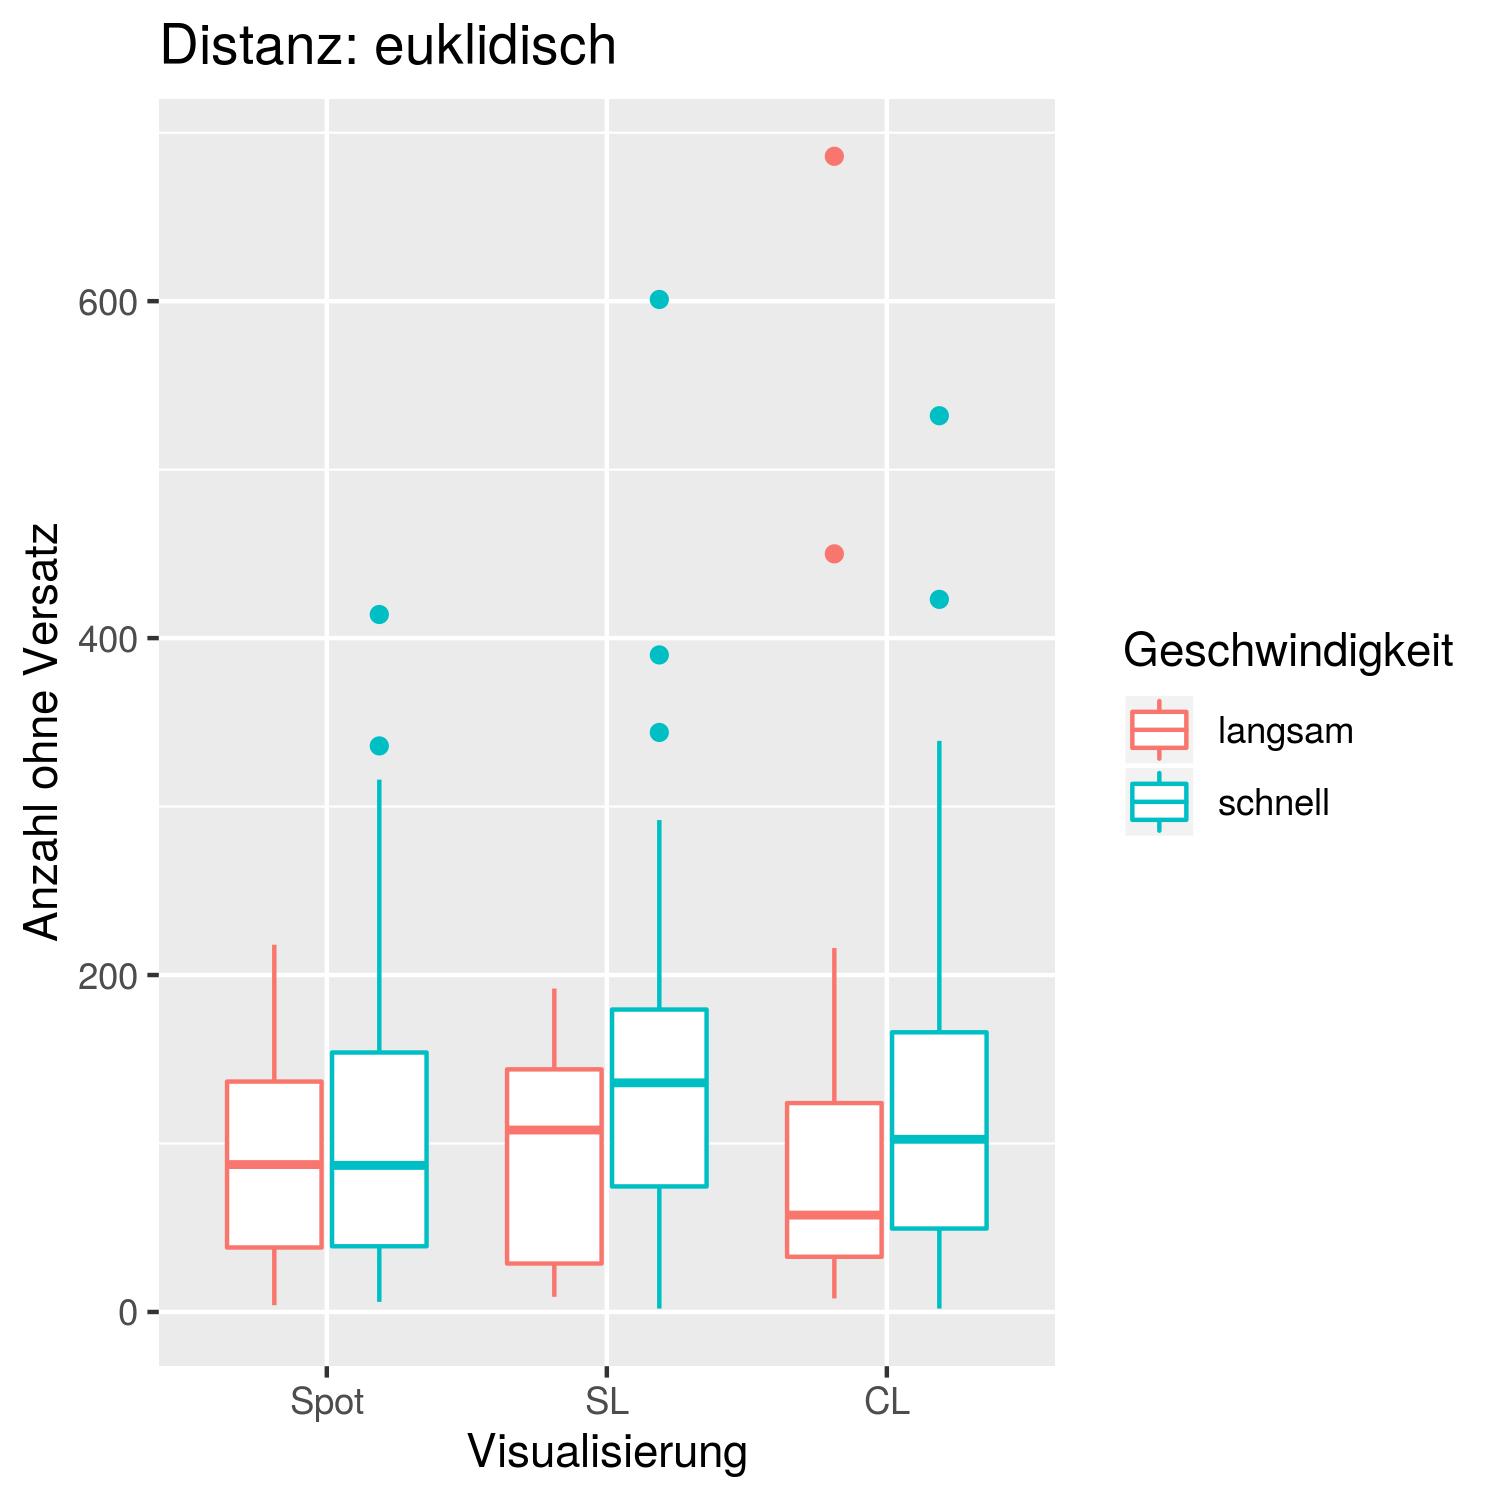 Distanz: euklidisch
Anzahl ohne Versatz
600
400
200
0
Spot SL CL
Visualisierung
Geschwindigkeit
langsam
schnell